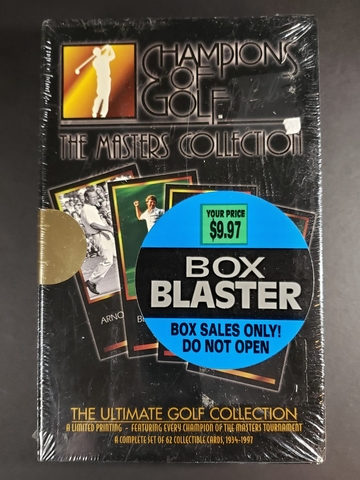 CHAMPIONS
OF
GOLF
THE MASTERS COLLECTION
ARNO
YOUR PRICE
$9.97
BOX
BLASTER
BOX SALES ONLY!
DO NOT OPEN
THE ULTIMATE GOLF COLLECTION
A LIMITED PRINTING - FEATURING EVERY CHAMPION OF THE MASTERS TOURNAMENT
A COMPLETE SET OF 62 COLLECTIBLE CARDS, 1934-1997